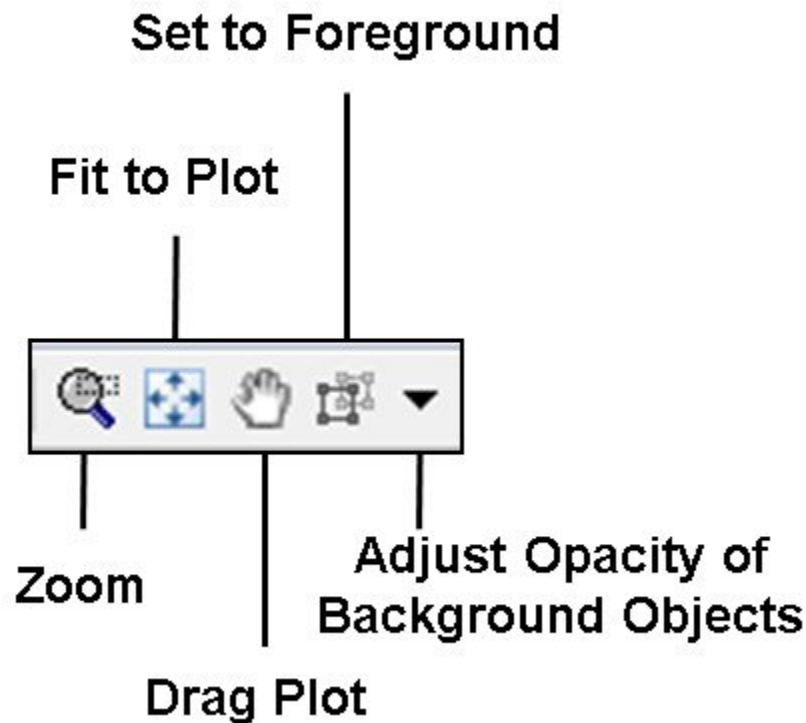 Set to Foreground
Fit to Plot
Zoom
Adjust Opacity of
Background Objects
Drag Plot